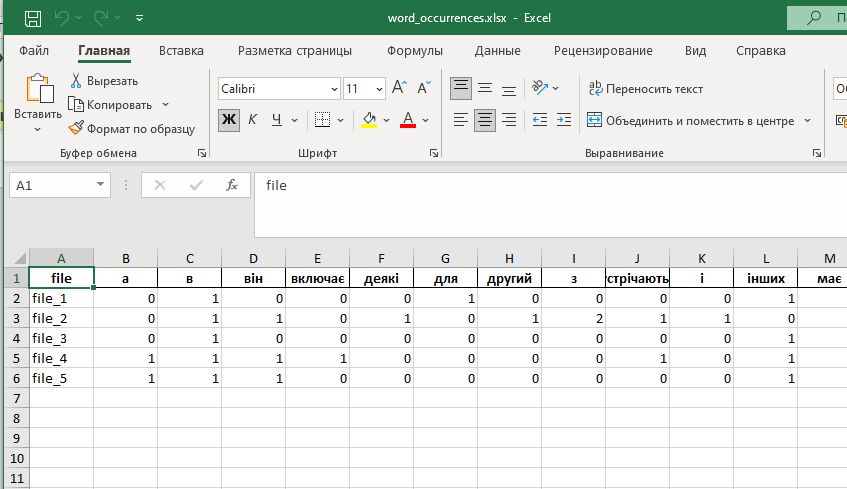 word_occurrences.xlsx - Excel
Файл Главная Вставка Разметка страницы Формулы Данные Рецензирование Вид Справка
Вставить
Вырезать
Копировать
Формат по образцу
Буфер обмена
Calibri 11 A A
Ж К Ч А
Шрифт
ab Переносить текст
Объединить и поместить в центре
Выравнивание
A1 fx file
A B C D E F G H I J K L M
1 file а в він включає деякі для другий з устрічають і інших має
2 file_1 0 1 0 0 0 1 0 0 0 0 1
3 file_2 0 1 1 0 1 0 1 2 1 1 0
4 file_3 0 1 0 0 0 0 0 0 0 0 1
5 file_4 1 1 1 1 0 0 0 0 1 0 1
6 file_5 1 1 1 0 0 0 0 0 0 0 1
7
8
9
10
11